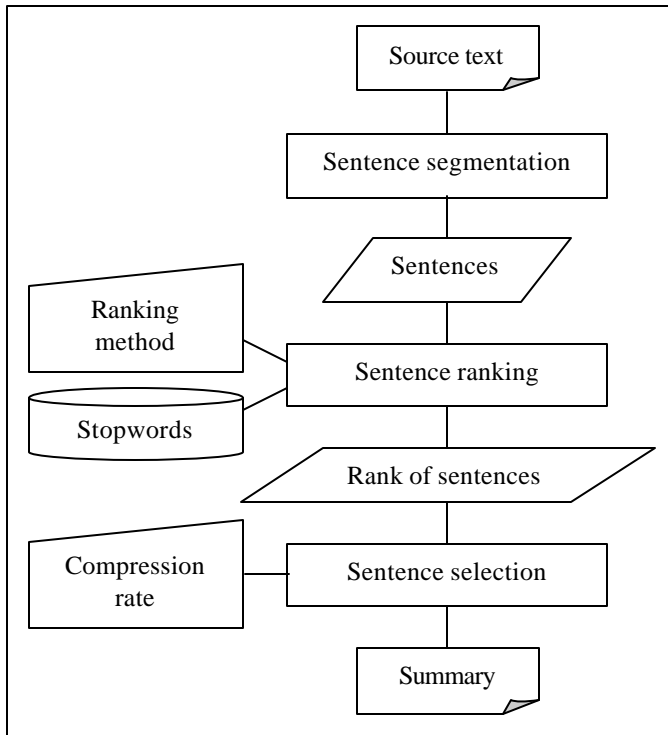 Source text
Sentence segmentation
Sentences
Ranking
method
Sentence ranking
Stopwords
Rank of sentences
Compression
rate
Sentence selection
Summary